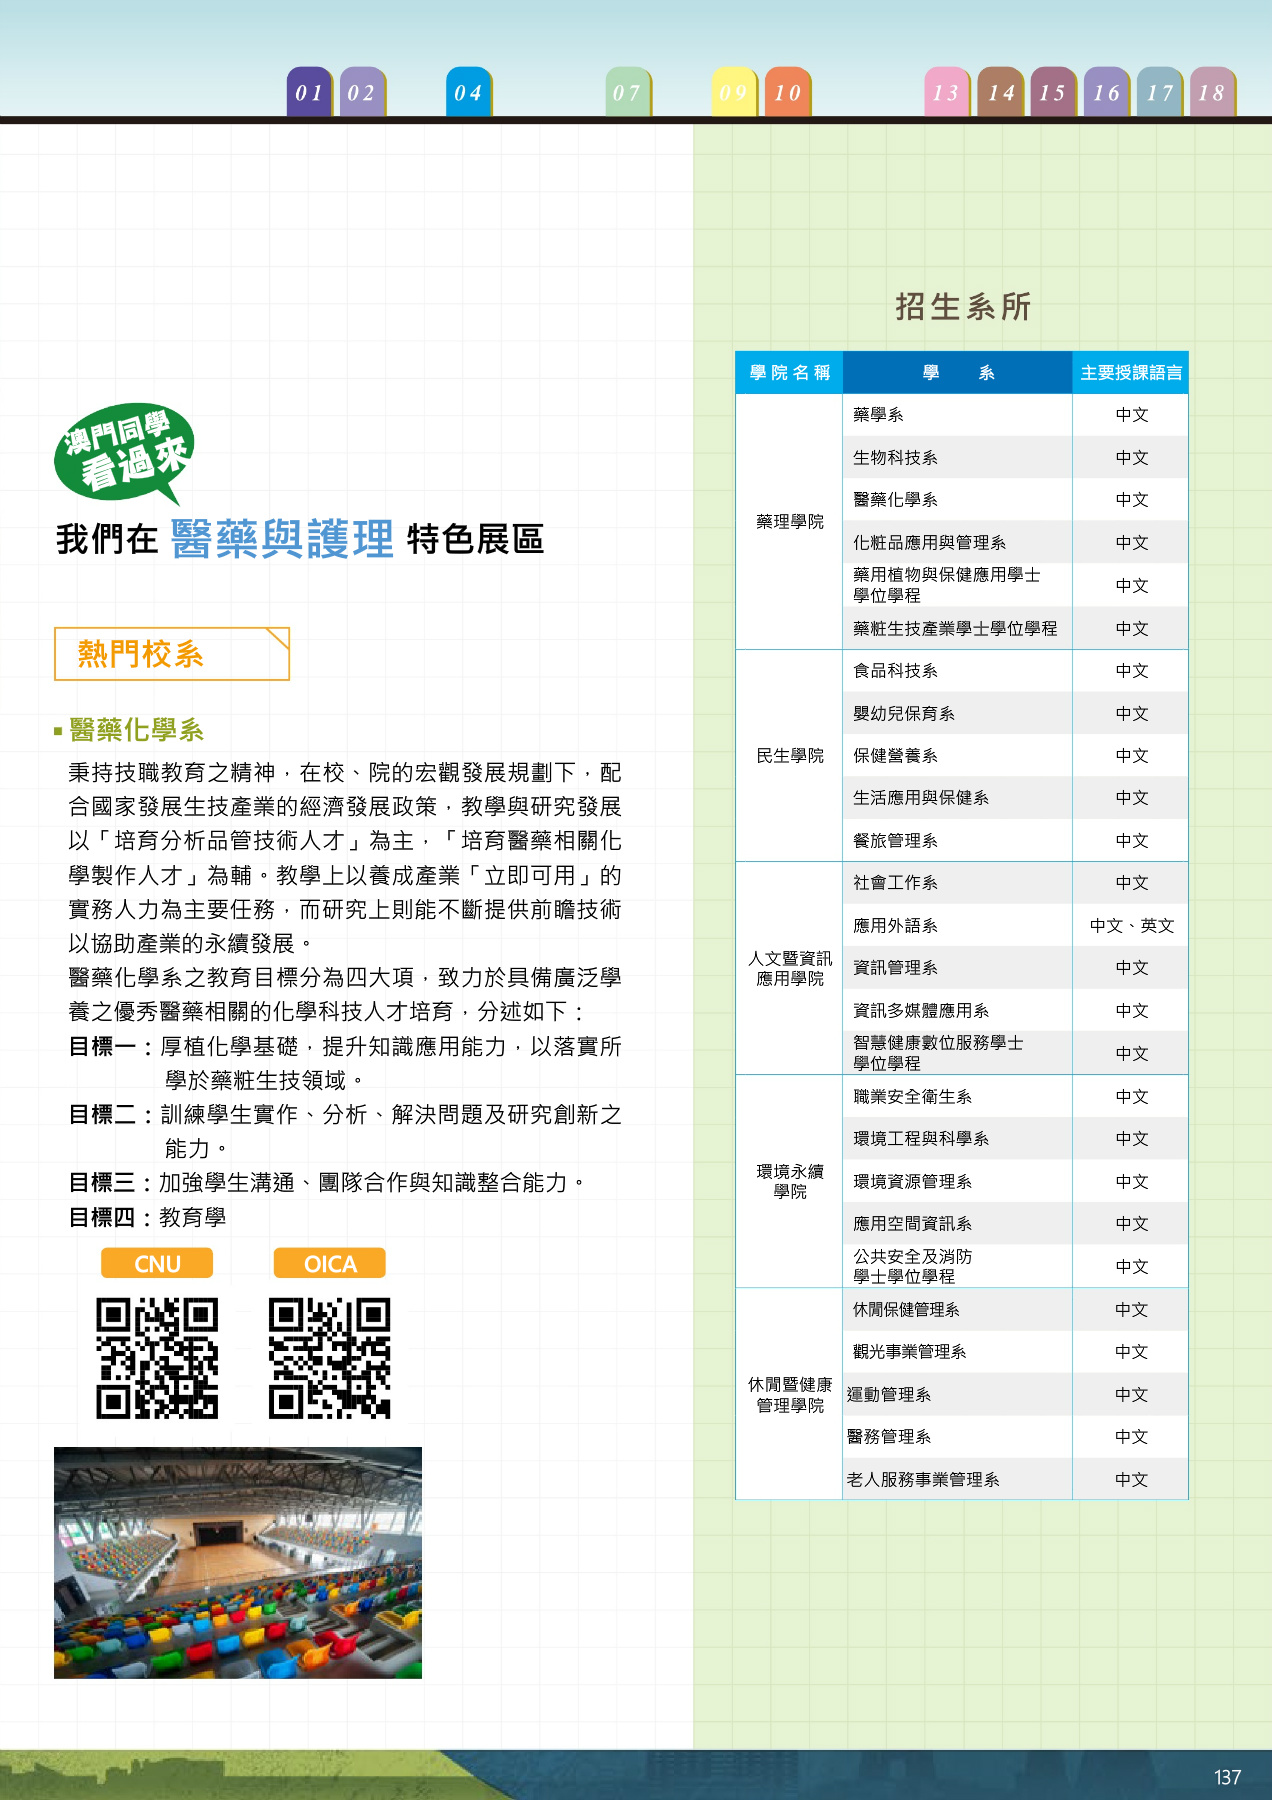 01 02 04 07 09 10 13 14 15 16 17 18
澳門同學
看過來
我們在 醫藥與護理 特色展區
熱門校系
▪醫藥化學系
秉持技職教育之精神，在校、院的宏觀發展規劃下，配
合國家發展生技產業的經濟發展政策，教學與研究發展
以「培育分析品管技術人才」為主，「培育醫藥相關化
學製作人才」為輔。教學上以養成產業「立即可用」的
實務人力為主要任務，而研究上則能不斷提供前瞻技術
以協助產業的永續發展。
醫藥化學系之教育目標分為四大項，致力於具備廣泛學
養之優秀醫藥相關的化學科技人才培育，分述如下：
目標一：厚植化學基礎，提升知識應用能力，以落實所
學於藥粧生技領域。
目標二：訓練學生實作、分析、解決問題及研究創新之
能力。
目標三：加強學生溝通、團隊合作與知識整合能力。
目標四：教育學
CNU OICA
招生系所
學院名稱 學系 主要授課語言
藥理學院
藥學系 中文
生物科技系 中文
醫藥化學系 中文
化粧品應用與管理系 中文
藥用植物與保健應用學士
學位學程 中文
藥粧生技產業學士學位學程 中文
民生學院
食品科技系 中文
嬰幼兒保育系 中文
保健營養系 中文
生活應用與保健系 中文
餐旅管理系 中文
人文暨資訊
應用學院
社會工作系 中文
應用外語系 中文、英文
資訊管理系 中文
資訊多媒體應用系 中文
智慧健康數位服務學士
學位學程 中文
環境永續
學院
職業安全衛生系 中文
環境工程與科學系 中文
環境資源管理系 中文
應用空間資訊系 中文
公共安全及消防
學士學位學程 中文
休閒暨健康
管理學院
休閒保健管理系 中文
觀光事業管理系 中文
運動管理系 中文
醫務管理系 中文
老人服務事業管理系 中文
137